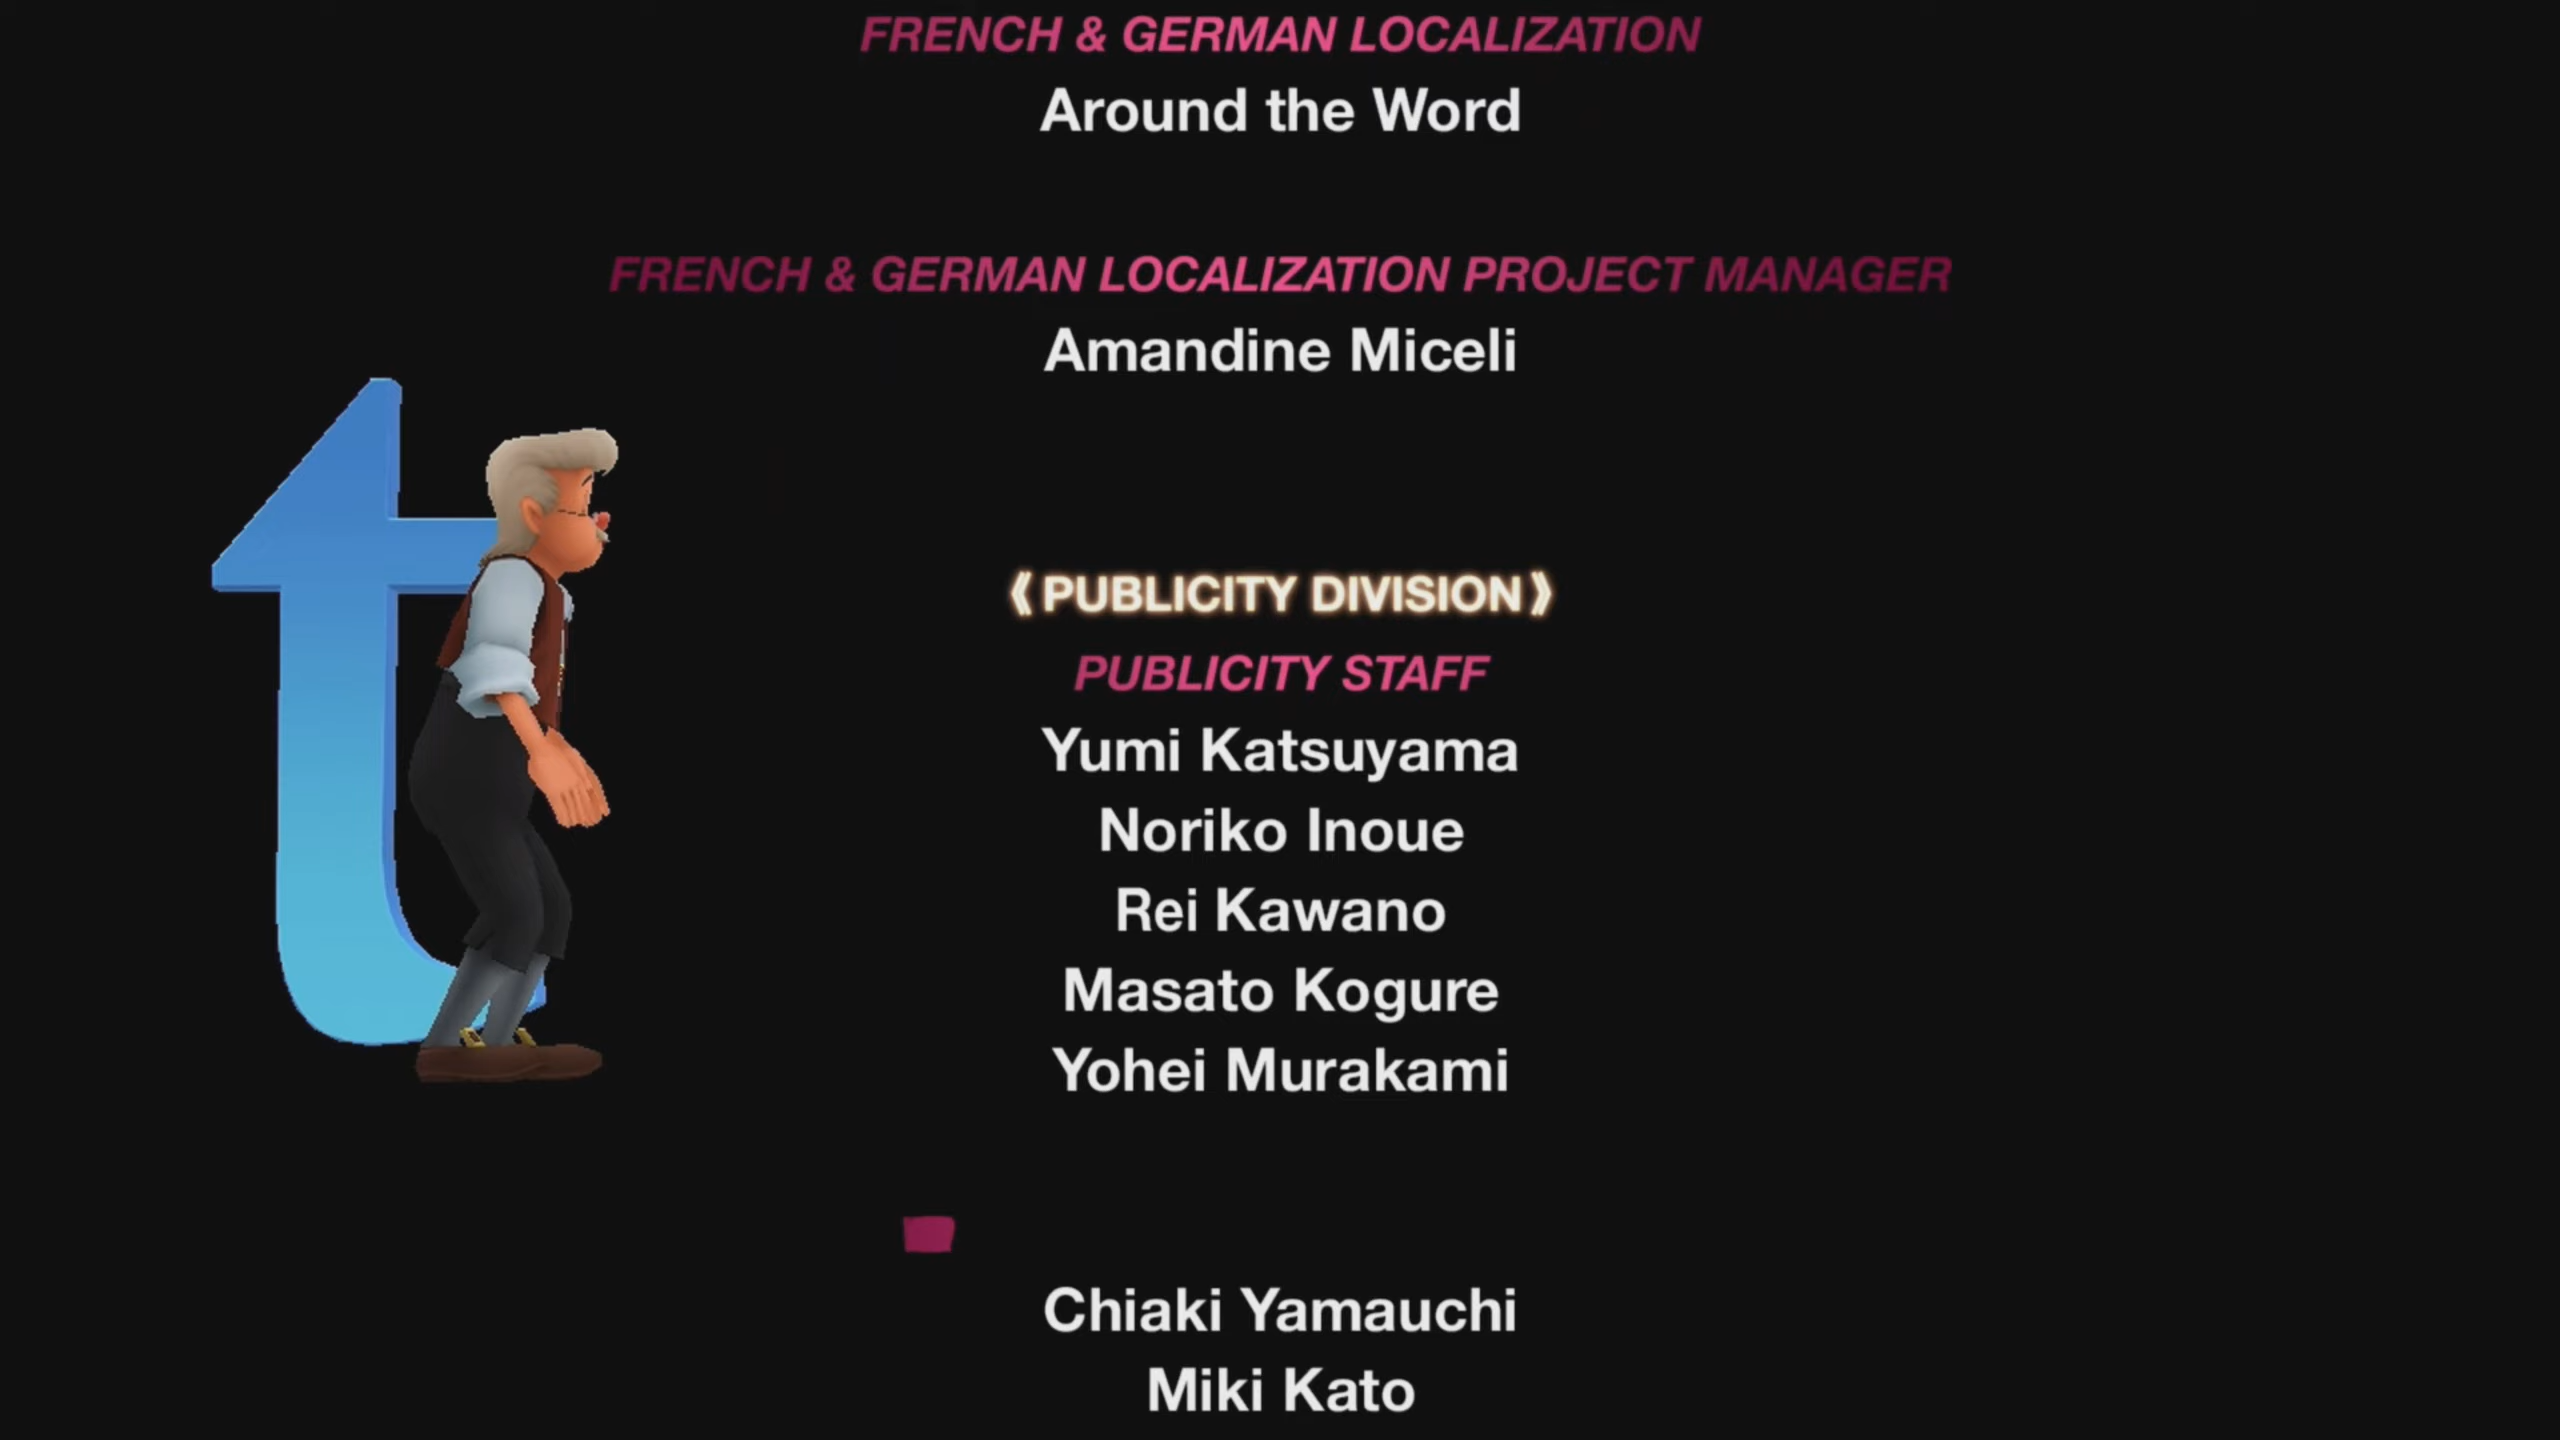 FRENCH & GERMAN LOCALIZATION
Around the Word
FRENCH & GERMAN LOCALIZATION PROJECT MANAGER
Amandine Miceli
t
《PUBLICITY DIVISION》
PUBLICITY STAFF
Yumi Katsuyama
Noriko Inoue
Rei Kawano
Masato Kogure
Yohei Murakami
Chiaki Yamauchi
Miki Kato